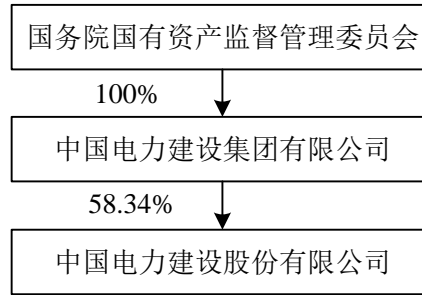 国务院国有资产监督管理委员会
100%
中国电力建设集团有限公司
58.34%
中国电力建设股份有限公司